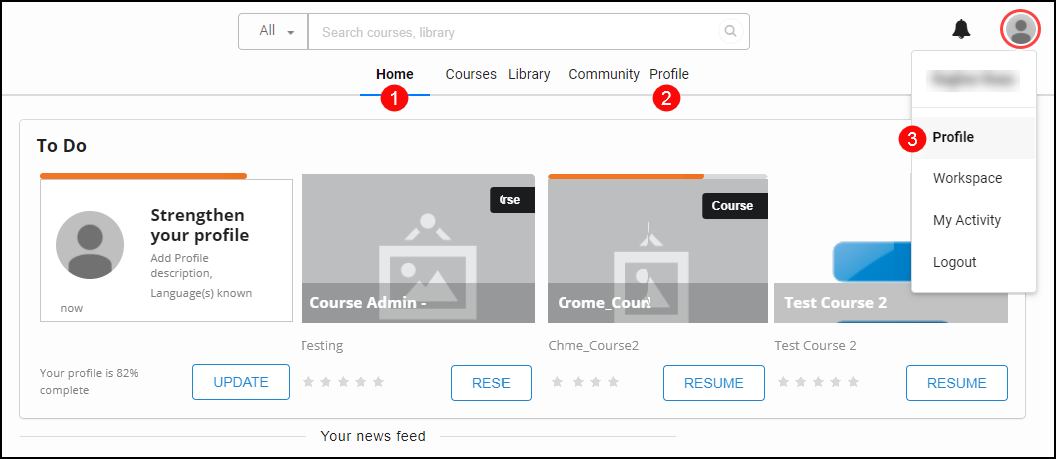 All
Search courses, library
Home Courses Library Community Profile
1
2
3
Profile
Workspace
My Activity
Logout
To Do
Strengthen
your profile
Add Profile
description,
Language(s) known
now
Your profile is 82%
complete
UPDATE
rse
Course Admin -
Testing
RESE
Course
Crome_Coun
Chme_Course2
RESUME
Test Course 2
Test Course 2
RESUME
Your news feed